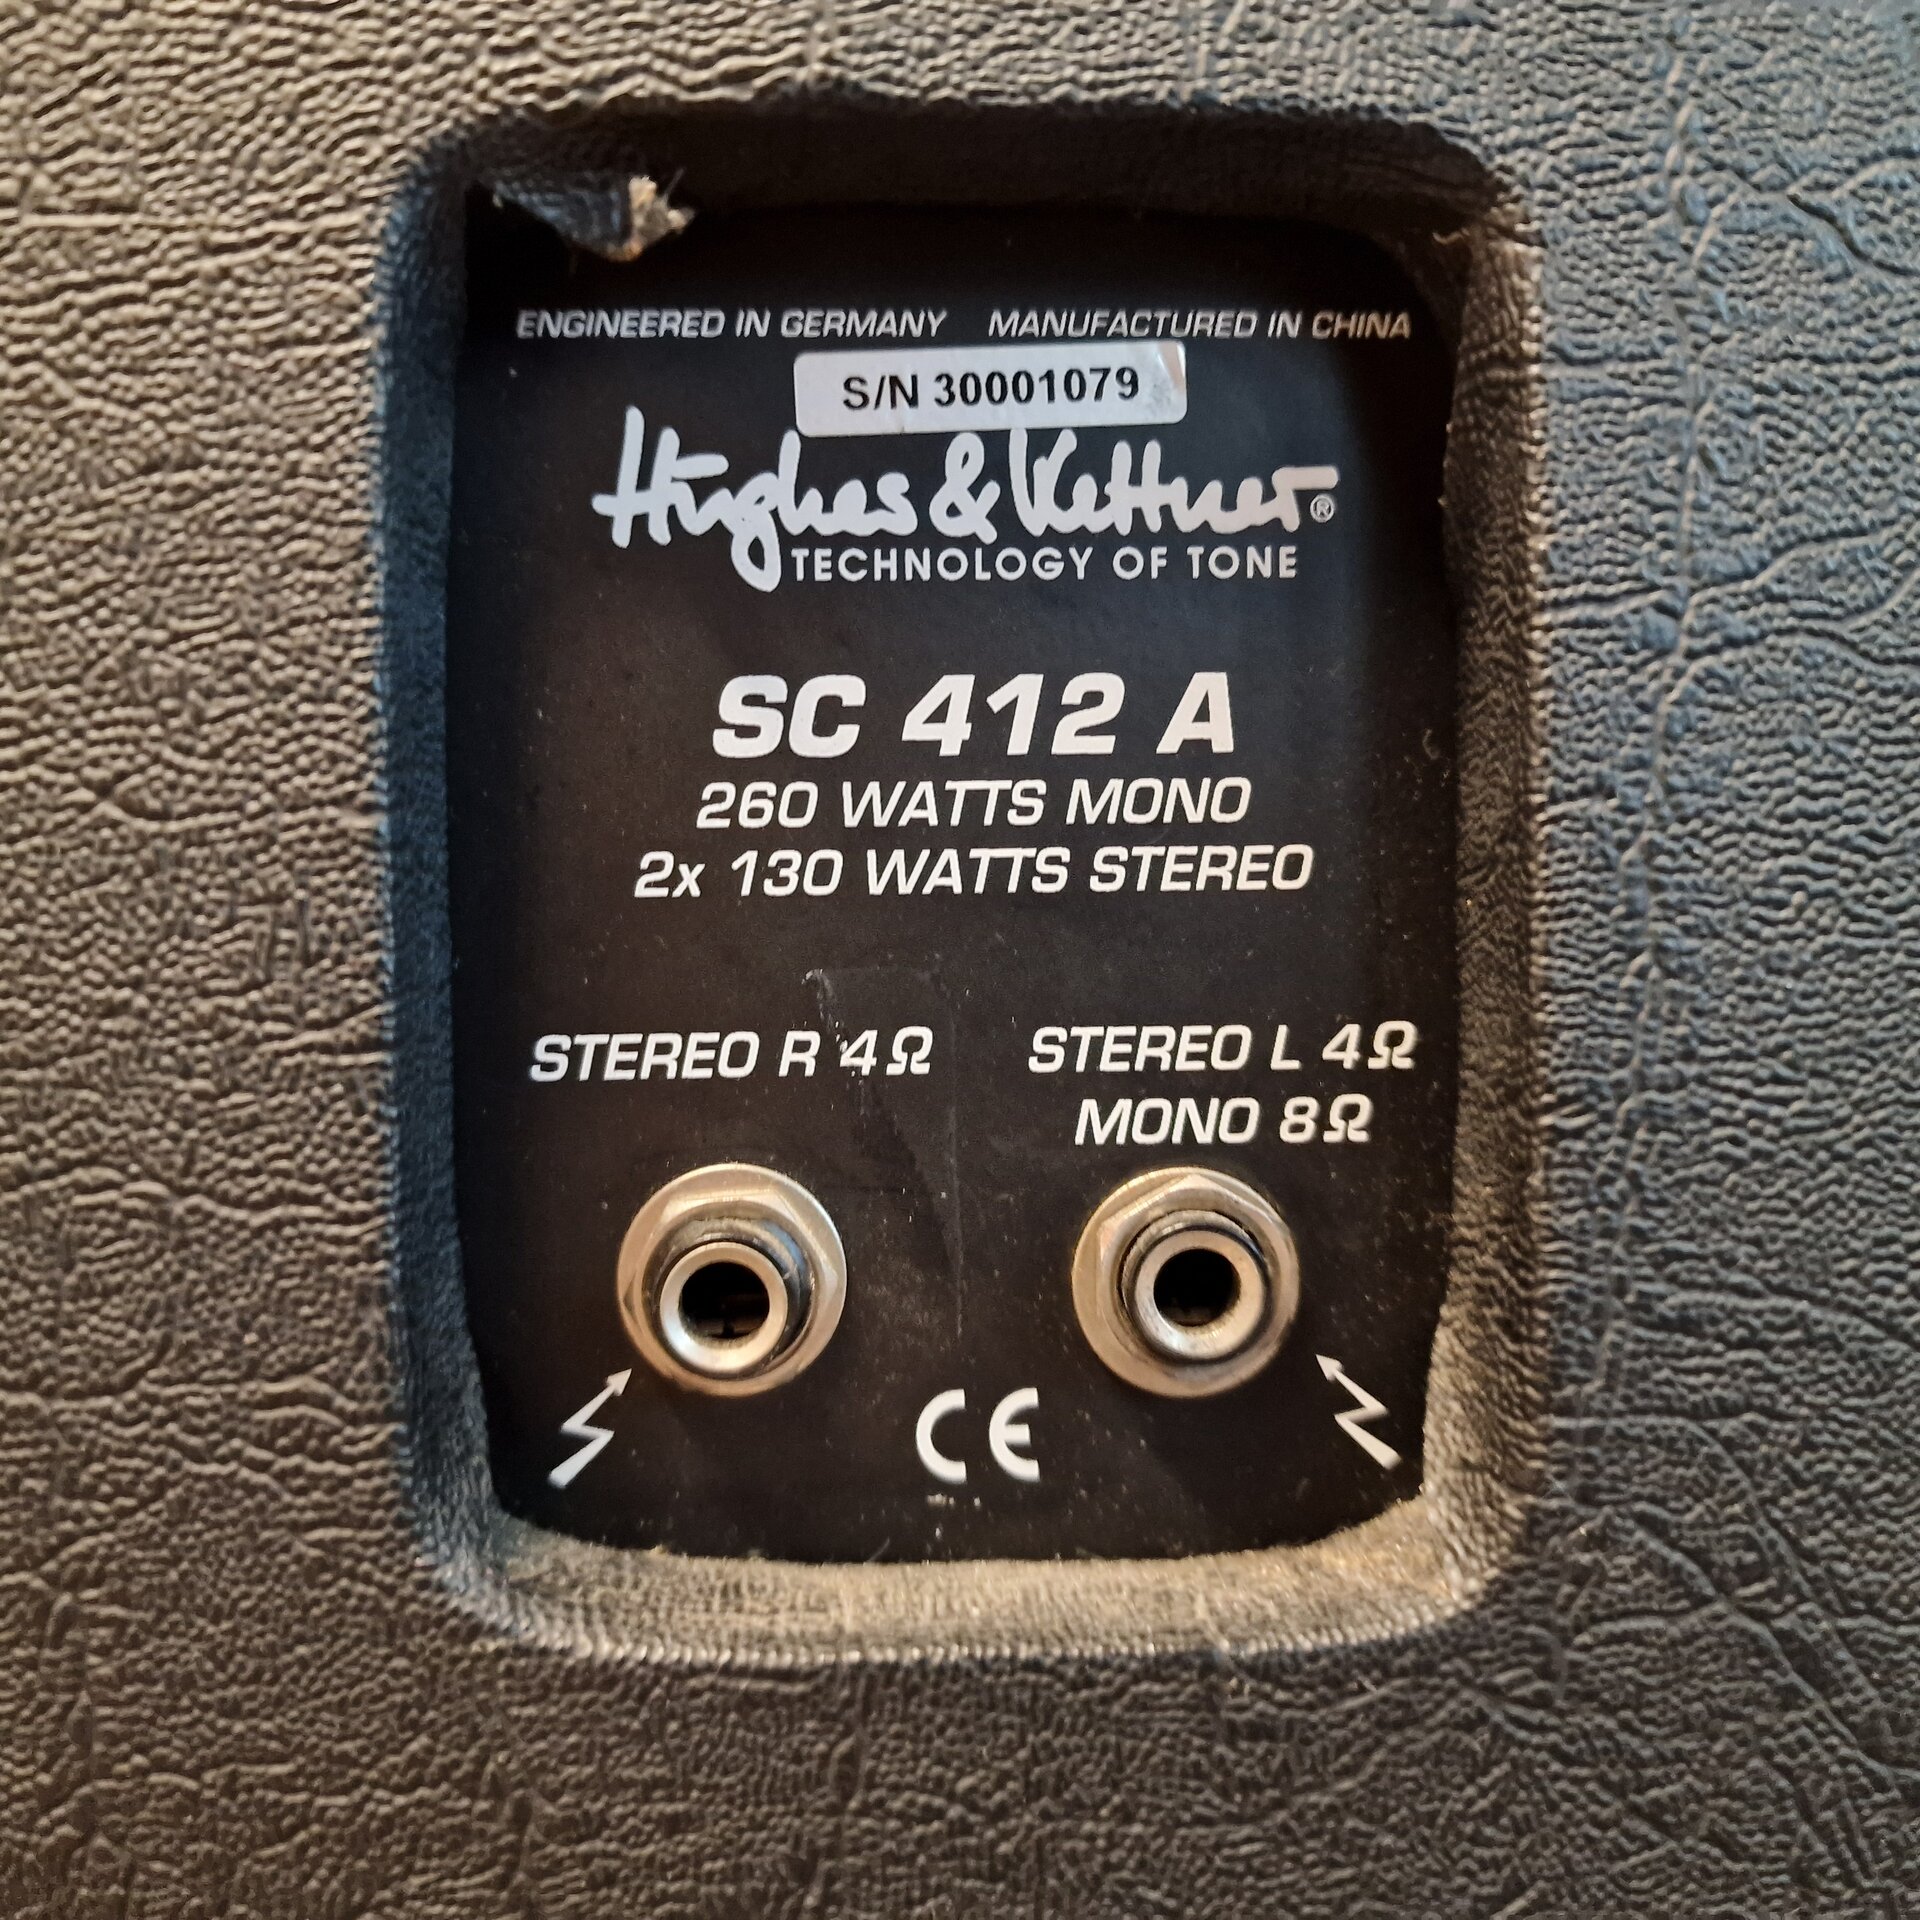 ENGINEERED IN GERMANY MANUFACTURED IN CHINA
S/N 30001079
Hughes & Kettner®
TECHNOLOGY OF TONE
SC 412 A
260 WATTS MONO
2x 130 WATTS STEREO
STEREO R 4Ω STEREO L 4Ω
MONO 8Ω
CE